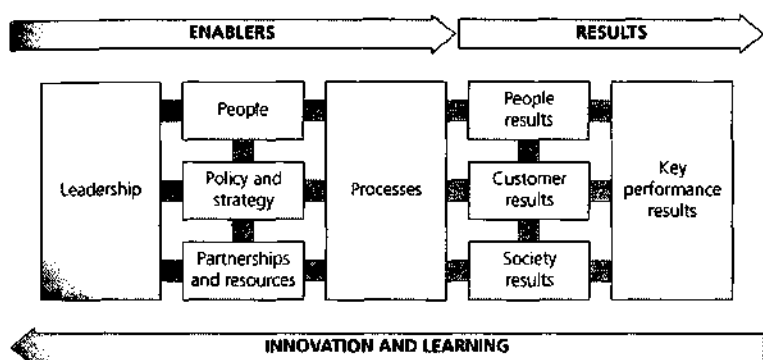 ENABLERS
RESULTS
Leadership
People
Policy and
strategy
Partnerships
and resources
Processes
People
results
Customer
results
Society
results
Key
performance
results
INNOVATION AND LEARNING